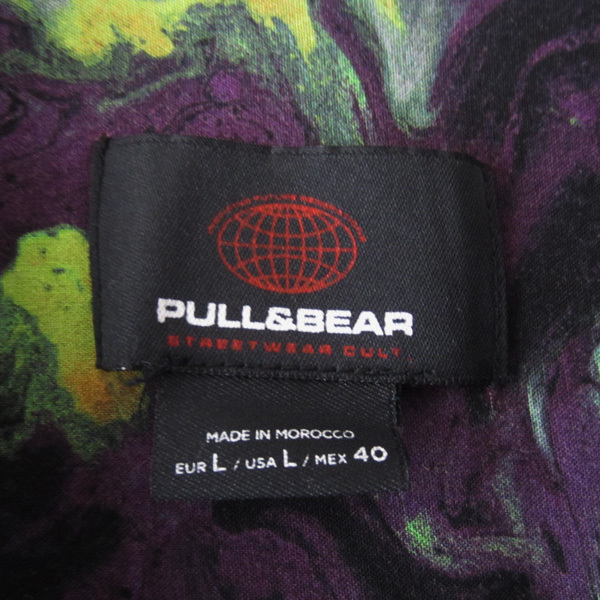 PULL&BEAR
STREETWEAR CULT
MADE IN MOROCCO
EUR L / USA L / MEX 40